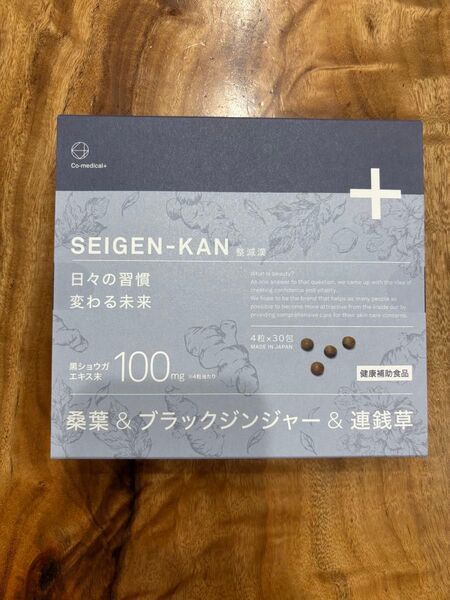 Co-medical+
SEIGEN-KAN 整減漢
日々の習慣
変わる未来
What is beauty?
As one answer to that question, we came up with the idea of
creating confidence and vitality.
We hope to be the brand that helps as many people as
possible to become more attractive from the inside out by
providing comprehensive care for their skin care concerns.
4粒×30包
MADE IN JAPAN
黒ショウガ
エキス末
100mg ※4粒当たり
健康補助食品
桑葉 & ブラックジンジャー & 連銭草